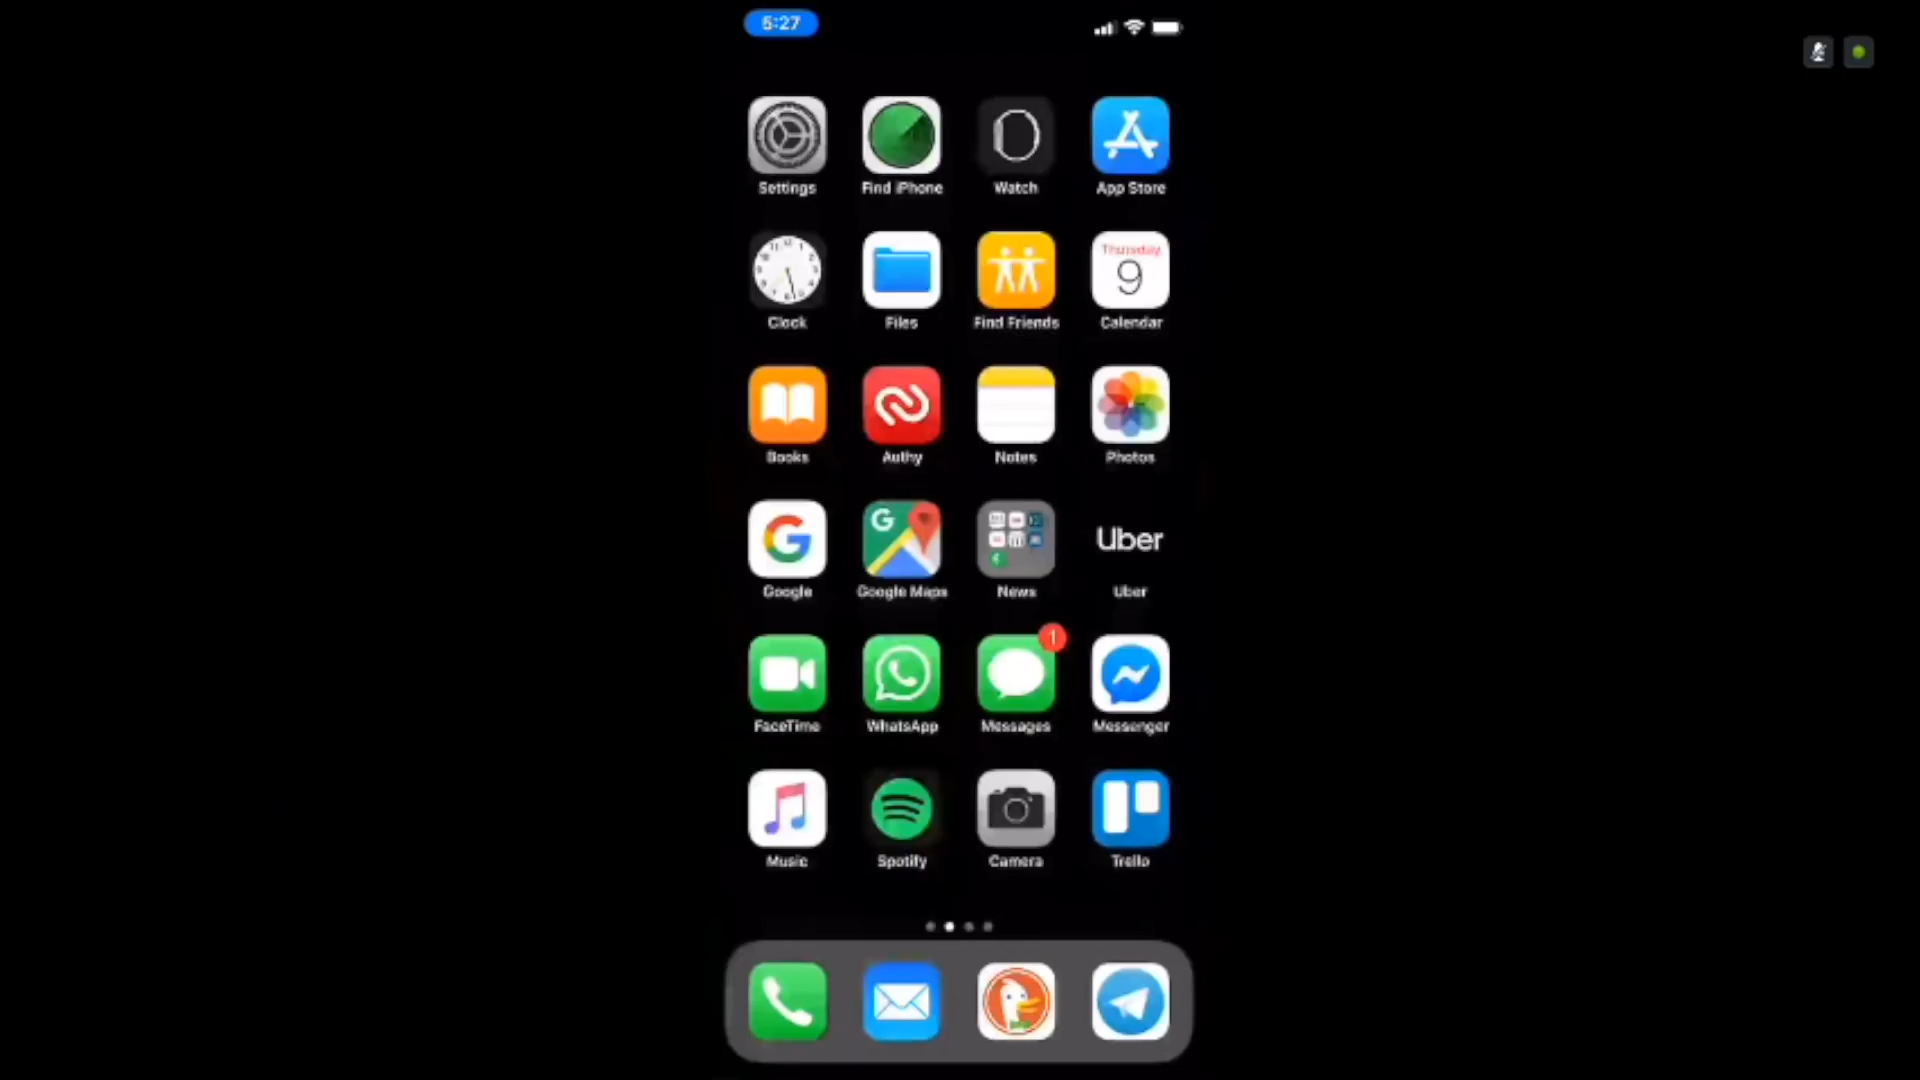 5:27
Settings
Find iPhone
Watch
App Store
Clock
Files
Find Friends
Thursday
9
Calendar
Books
Authy
Notes
Photos
G
Uber
Google
Google Maps
News
Uber
1
FaceTime
WhatsApp
Messages
Messenger
Music
Spotify
Camera
Trello